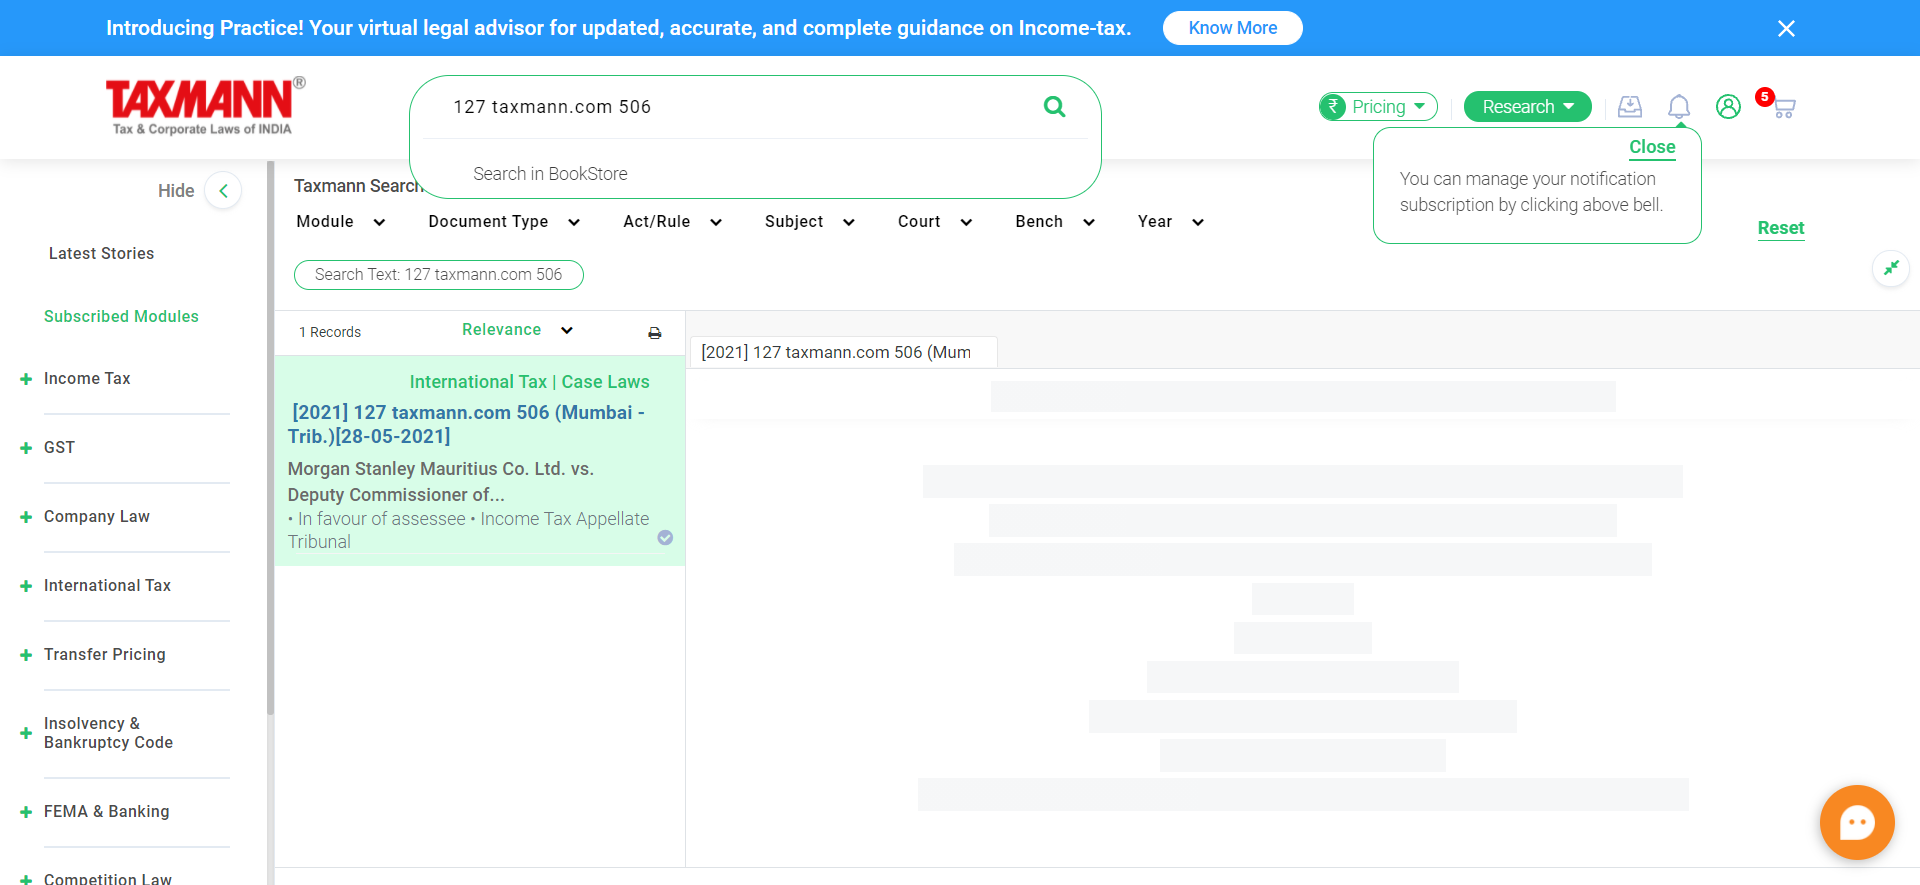 Introducing Practice! Your virtual legal advisor for updated, accurate, and complete guidance on Income-tax.
Know More
TAXMANN®
Tax & Corporate Laws of INDIA
127 taxmann.com 506
Search in BookStore
₹ Pricing
Research
5
Close
You can manage your notification
subscription by clicking above bell.
Hide
Latest Stories
Subscribed Modules
Income Tax
GST
Company Law
International Tax
Transfer Pricing
Insolvency &
Bankruptcy Code
FEMA & Banking
Competition Law
Taxmann Search
Module
Document Type
Act/Rule
Subject
Court
Bench
Year
Reset
Search Text: 127 taxmann.com 506
1 Records
Relevance
International Tax | Case Laws
[2021] 127 taxmann.com 506 (Mumbai -
Trib.)[28-05-2021]
Morgan Stanley Mauritius Co. Ltd. vs.
Deputy Commissioner of...
• In favour of assessee • Income Tax Appellate
Tribunal
[2021] 127 taxmann.com 506 (Mum